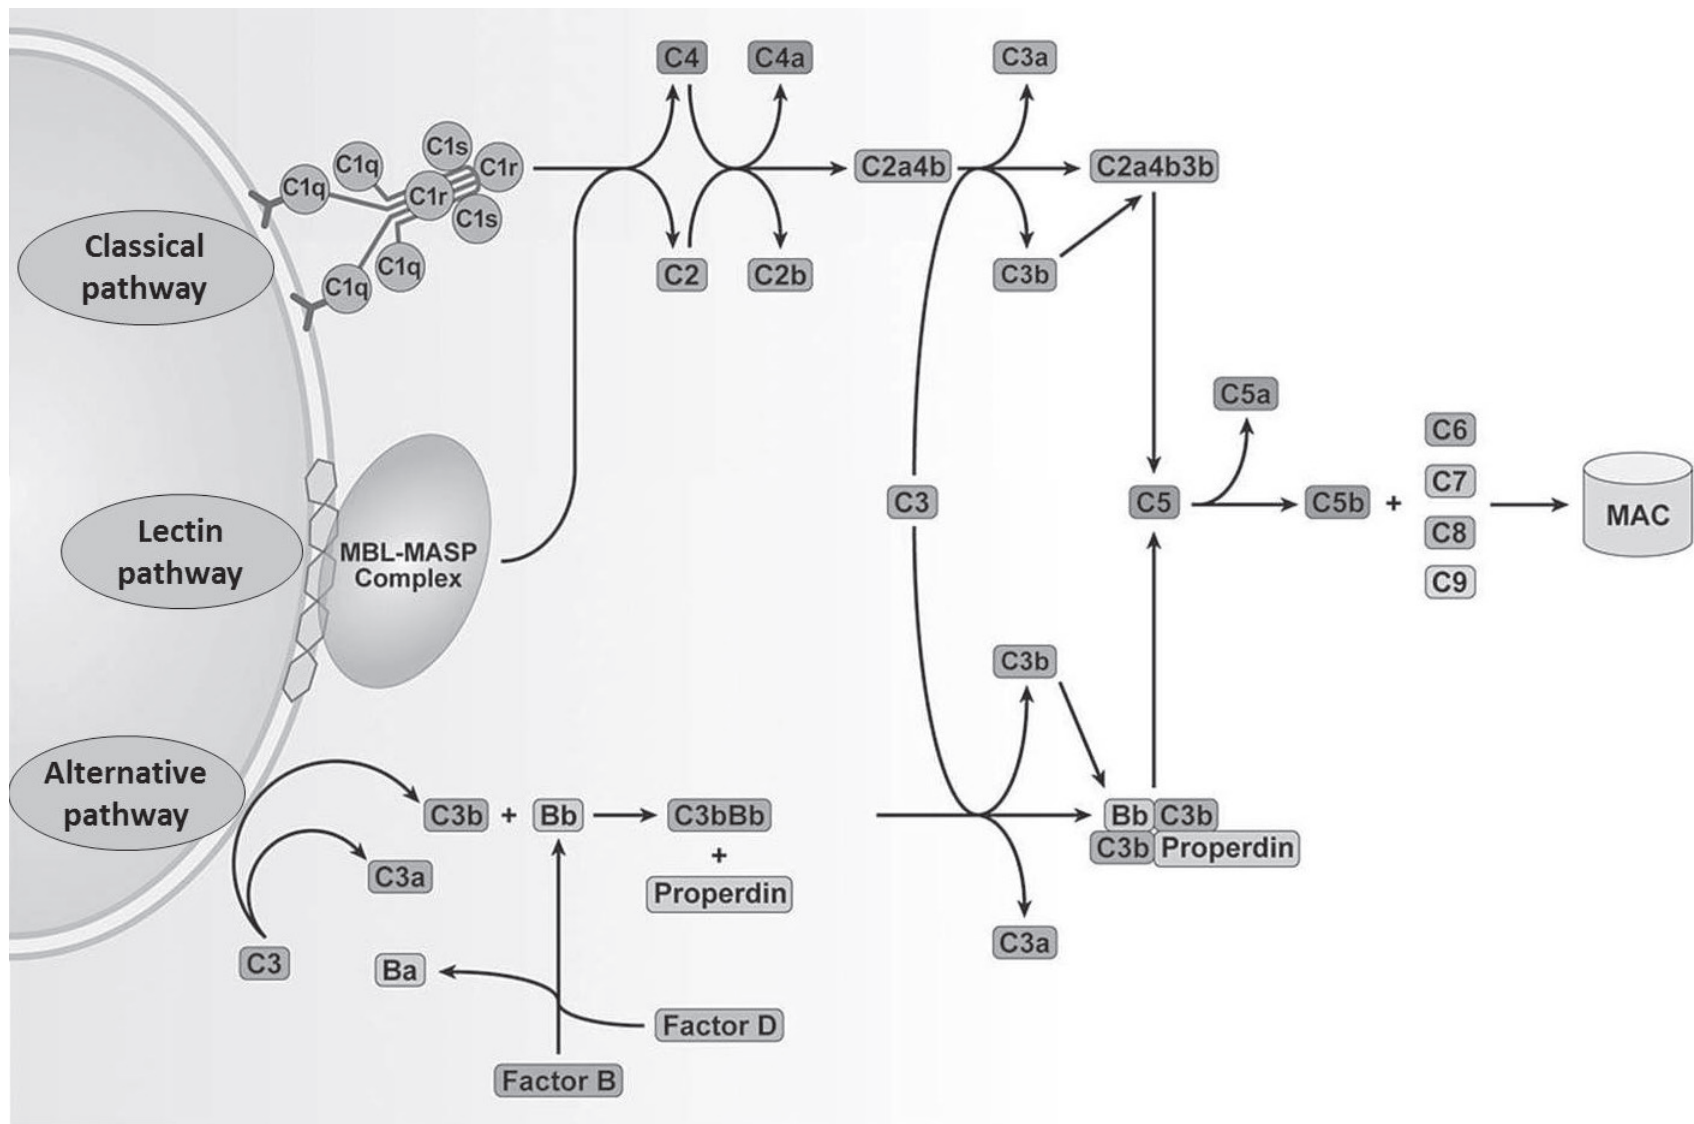 C4
C4a
C3a
C1s
C1q
C1r
C1q
C1r
C1s
C1q
C1q
C2a4b
C2a4b3b
Classical
pathway
C2
C2b
C3b
C5a
C6
C7
C8
C9
C3
C5
C5b
+
MAC
Lectin
pathway
MBL-MASP
Complex
C3b
Alternative
pathway
C3b + Bb
C3bBb
+
Properdin
Bb C3b
C3b Properdin
C3a
C3
Ba
C3a
Factor D
Factor B